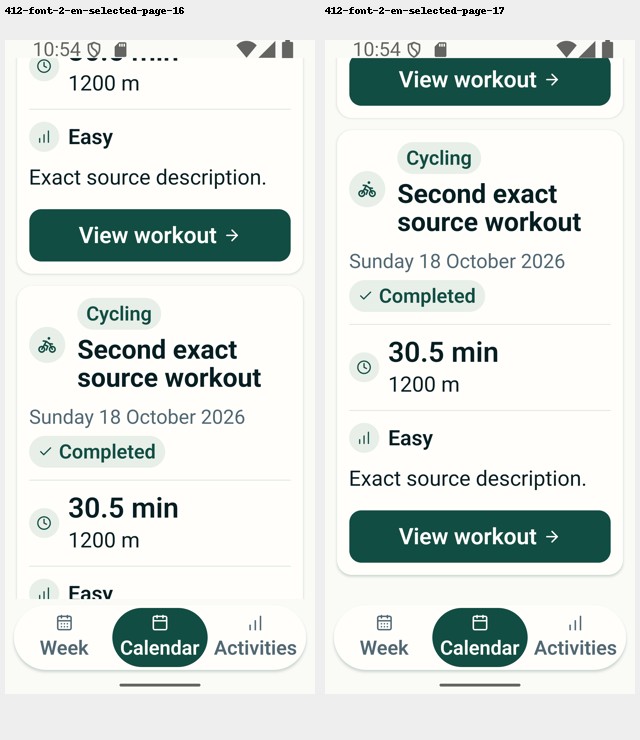 412-font-2-en-selected-page-16
10:54
1200 m
Easy
Exact source description.
View workout →
Cycling
Second exact
source workout
Sunday 18 October 2026
✓ Completed
30.5 min
1200 m
Easy
Week
Calendar
Activities
412-font-2-en-selected-page-17
10:54
View workout →
Cycling
Second exact
source workout
Sunday 18 October 2026
✓ Completed
30.5 min
1200 m
Easy
Exact source description.
View workout →
Week
Calendar
Activities